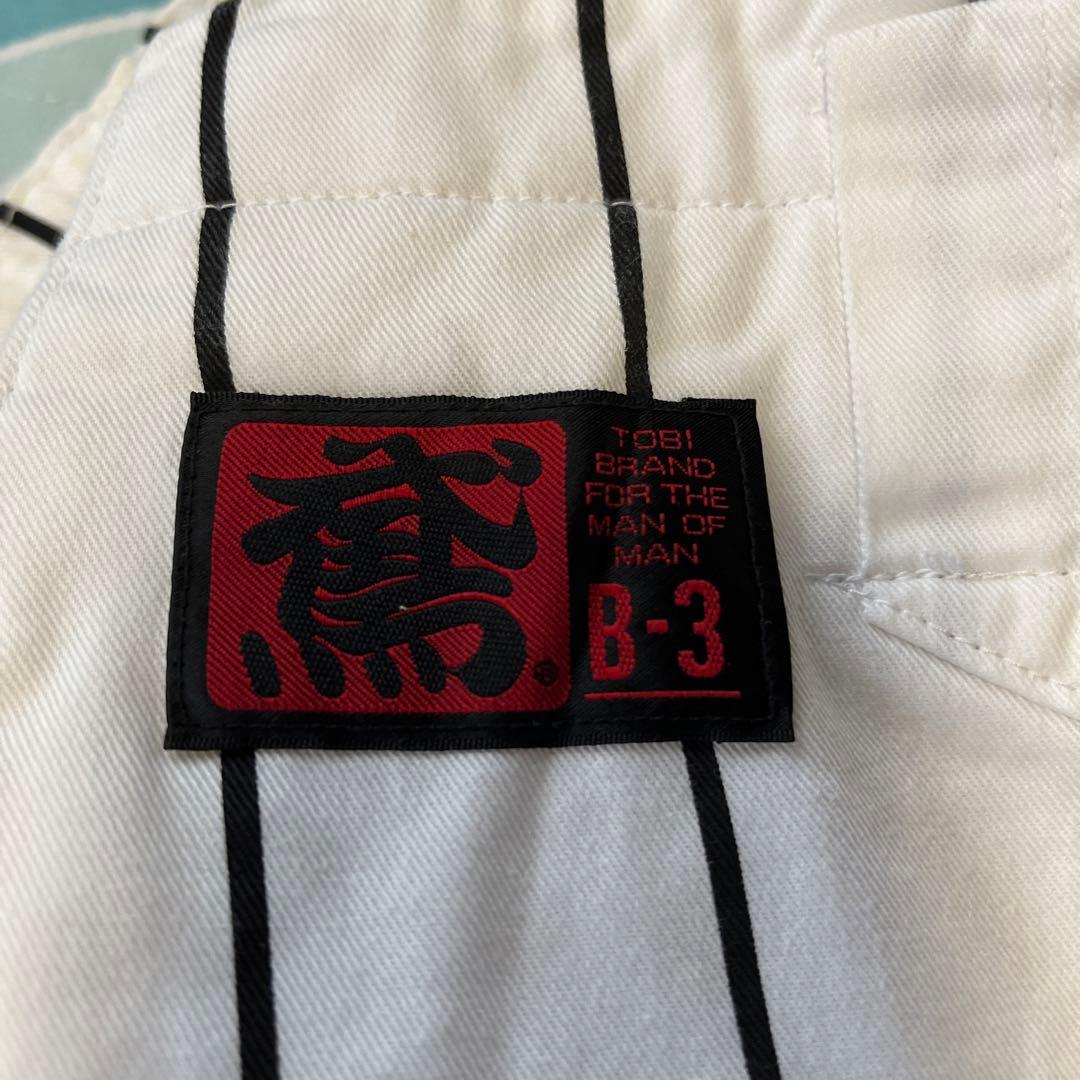 鳶
®
TOBI
BRAND
FOR THE
MAN OF
MAN
B-3